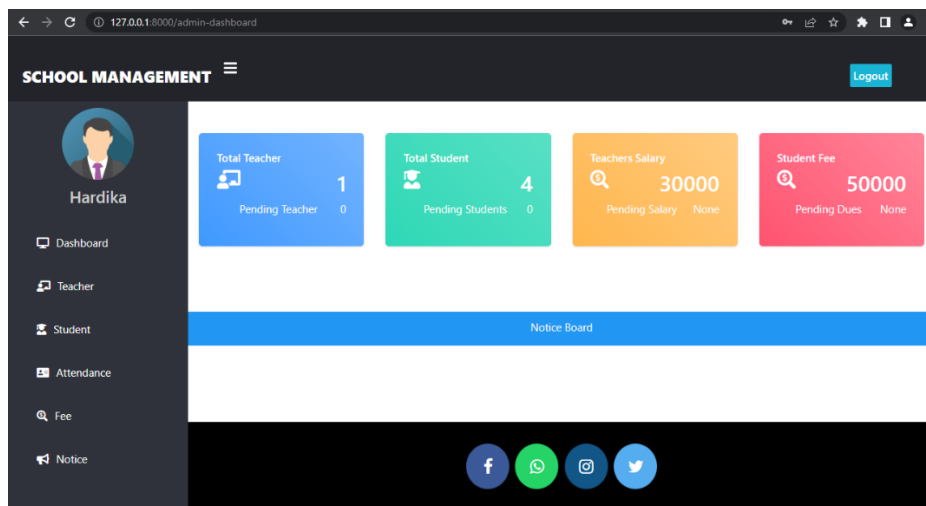 127.0.0.1:8000/admin-dashboard
SCHOOL MANAGEMENT
Logout
Hardika
Dashboard
Teacher
Student
Attendance
Fee
Notice
Total Teacher
1
Pending Teacher 0
Total Student
4
Pending Students 0
Teachers Salary
30000
Pending Salary None
Student Fee
50000
Pending Dues None
Notice Board